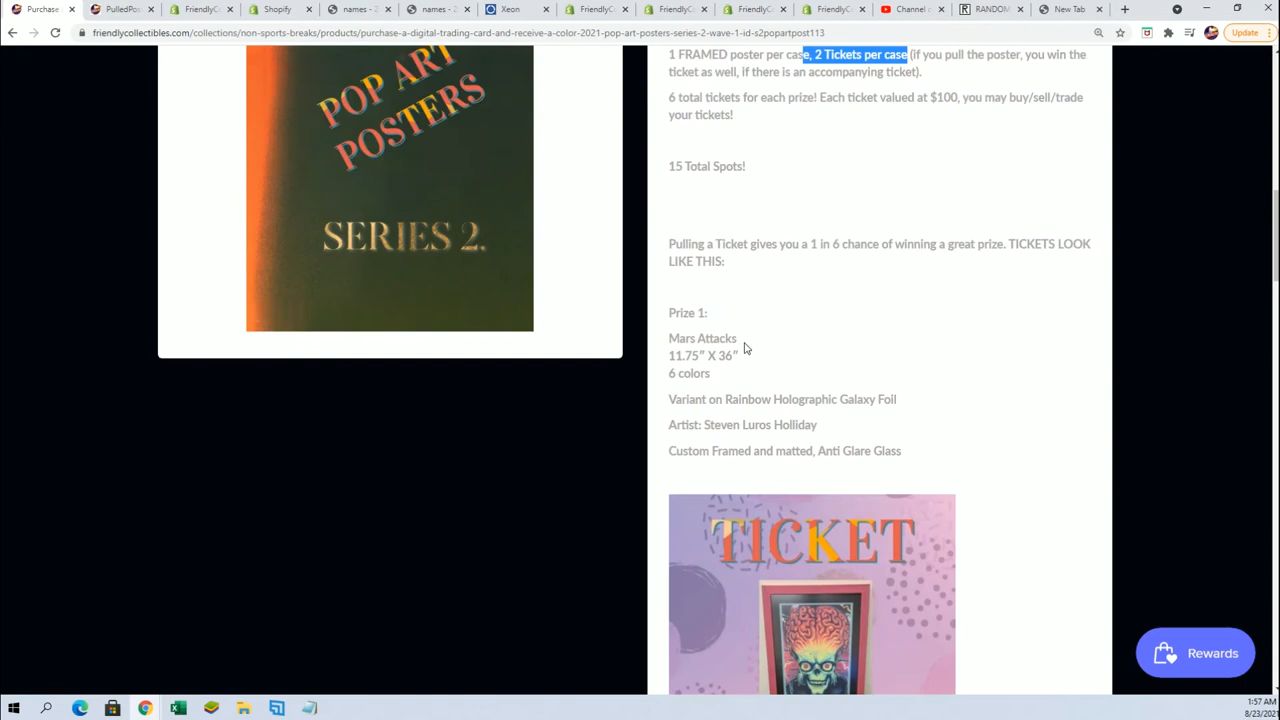 Purchase
PulledPos
FriendlyC
Shopify
names - 2
names - 2
Xeon
FriendlyC
FriendlyC
FriendlyC
FriendlyC
Channel c
RANDOM
New Tab
friendlycollectibles.com/collections/non-sports-breaks/products/purchase-a-digital-trading-card-and-receive-a-color-2021-pop-art-posters-series-2-wave-1-id-s2popartpost113
Update
1 FRAMED poster per case, 2 Tickets per case (if you pull the poster, you win the
ticket as well, if there is an accompanying ticket).
6 total tickets for each prize! Each ticket valued at $100, you may buy/sell/trade
your tickets!
15 Total Spots!
Pulling a Ticket gives you a 1 in 6 chance of winning a great prize. TICKETS LOOK
LIKE THIS:
Prize 1:
Mars Attacks
11.75” X 36”
6 colors
Variant on Rainbow Holographic Galaxy Foil
Artist: Steven Luros Holliday
Custom Framed and matted, Anti Glare Glass
POP ART
POSTERS
SERIES 2.
TICKET
Rewards
1:57 AM
8/23/2021